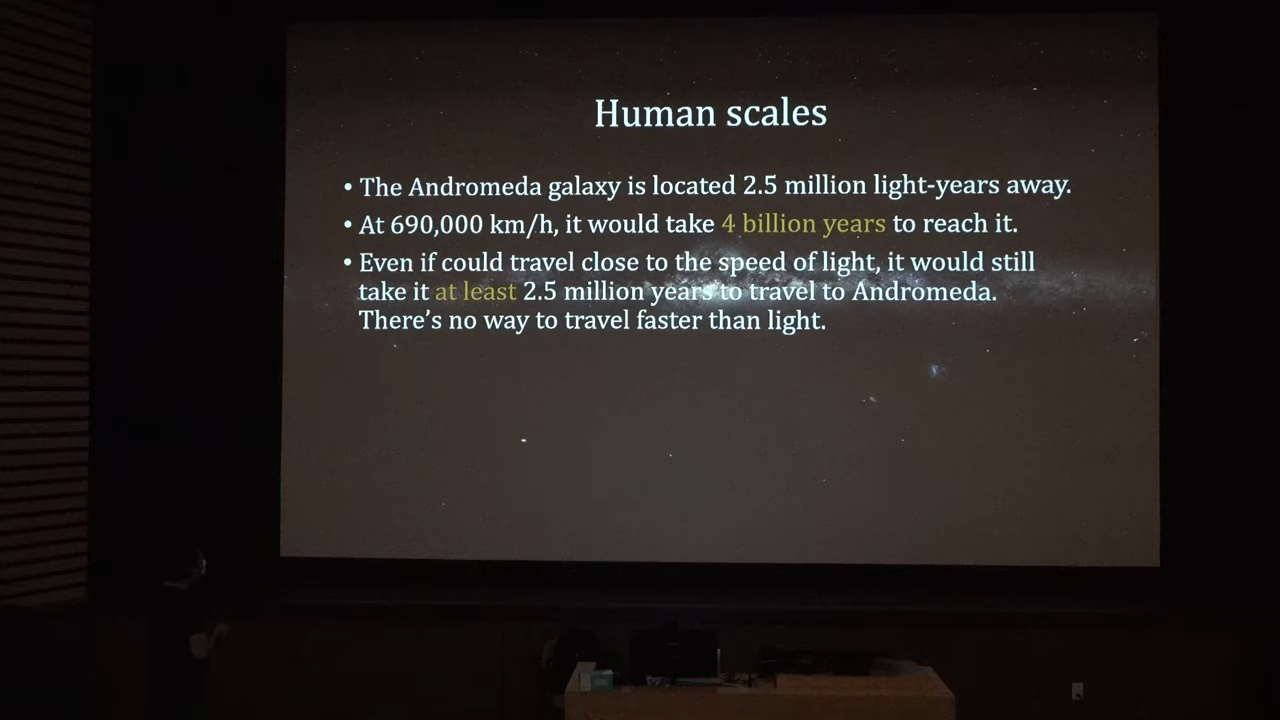 Human scales
• The Andromeda galaxy is located 2.5 million light-years away.
• At 690,000 km/h, it would take 4 billion years to reach it.
• Even if could travel close to the speed of light, it would still
take it at least 2.5 million years to travel to Andromeda.
There's no way to travel faster than light.